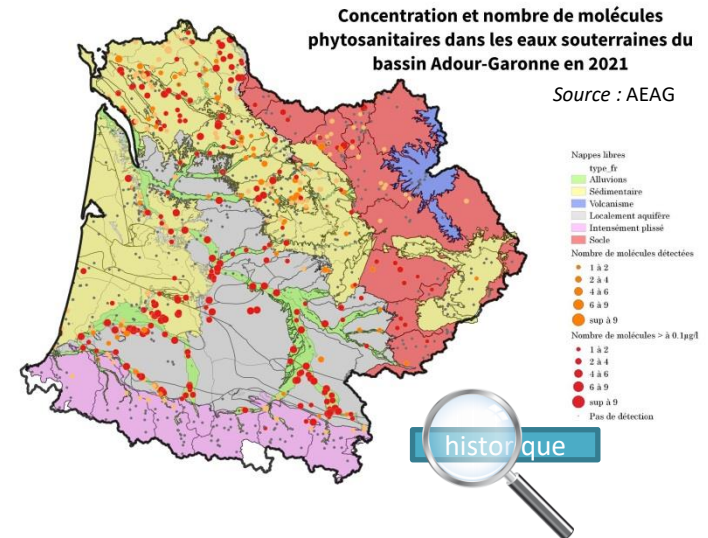 Concentration et nombre de molécules
phytosanitaires dans les eaux souterraines du
bassin Adour-Garonne en 2021
Source : AEAG
Nappes libres
type_fr
Alluvions
Sédimentaire
Volcanisme
Localement aquifère
Intensément plissé
Socle
Nombre de molécules détectées
1 à 2
2 à 4
4 à 6
6 à 9
sup à 9
Nombre de molécules > à 0.1µg/l
1 à 2
2 à 4
4 à 6
6 à 9
sup à 9
Pas de détection
historique